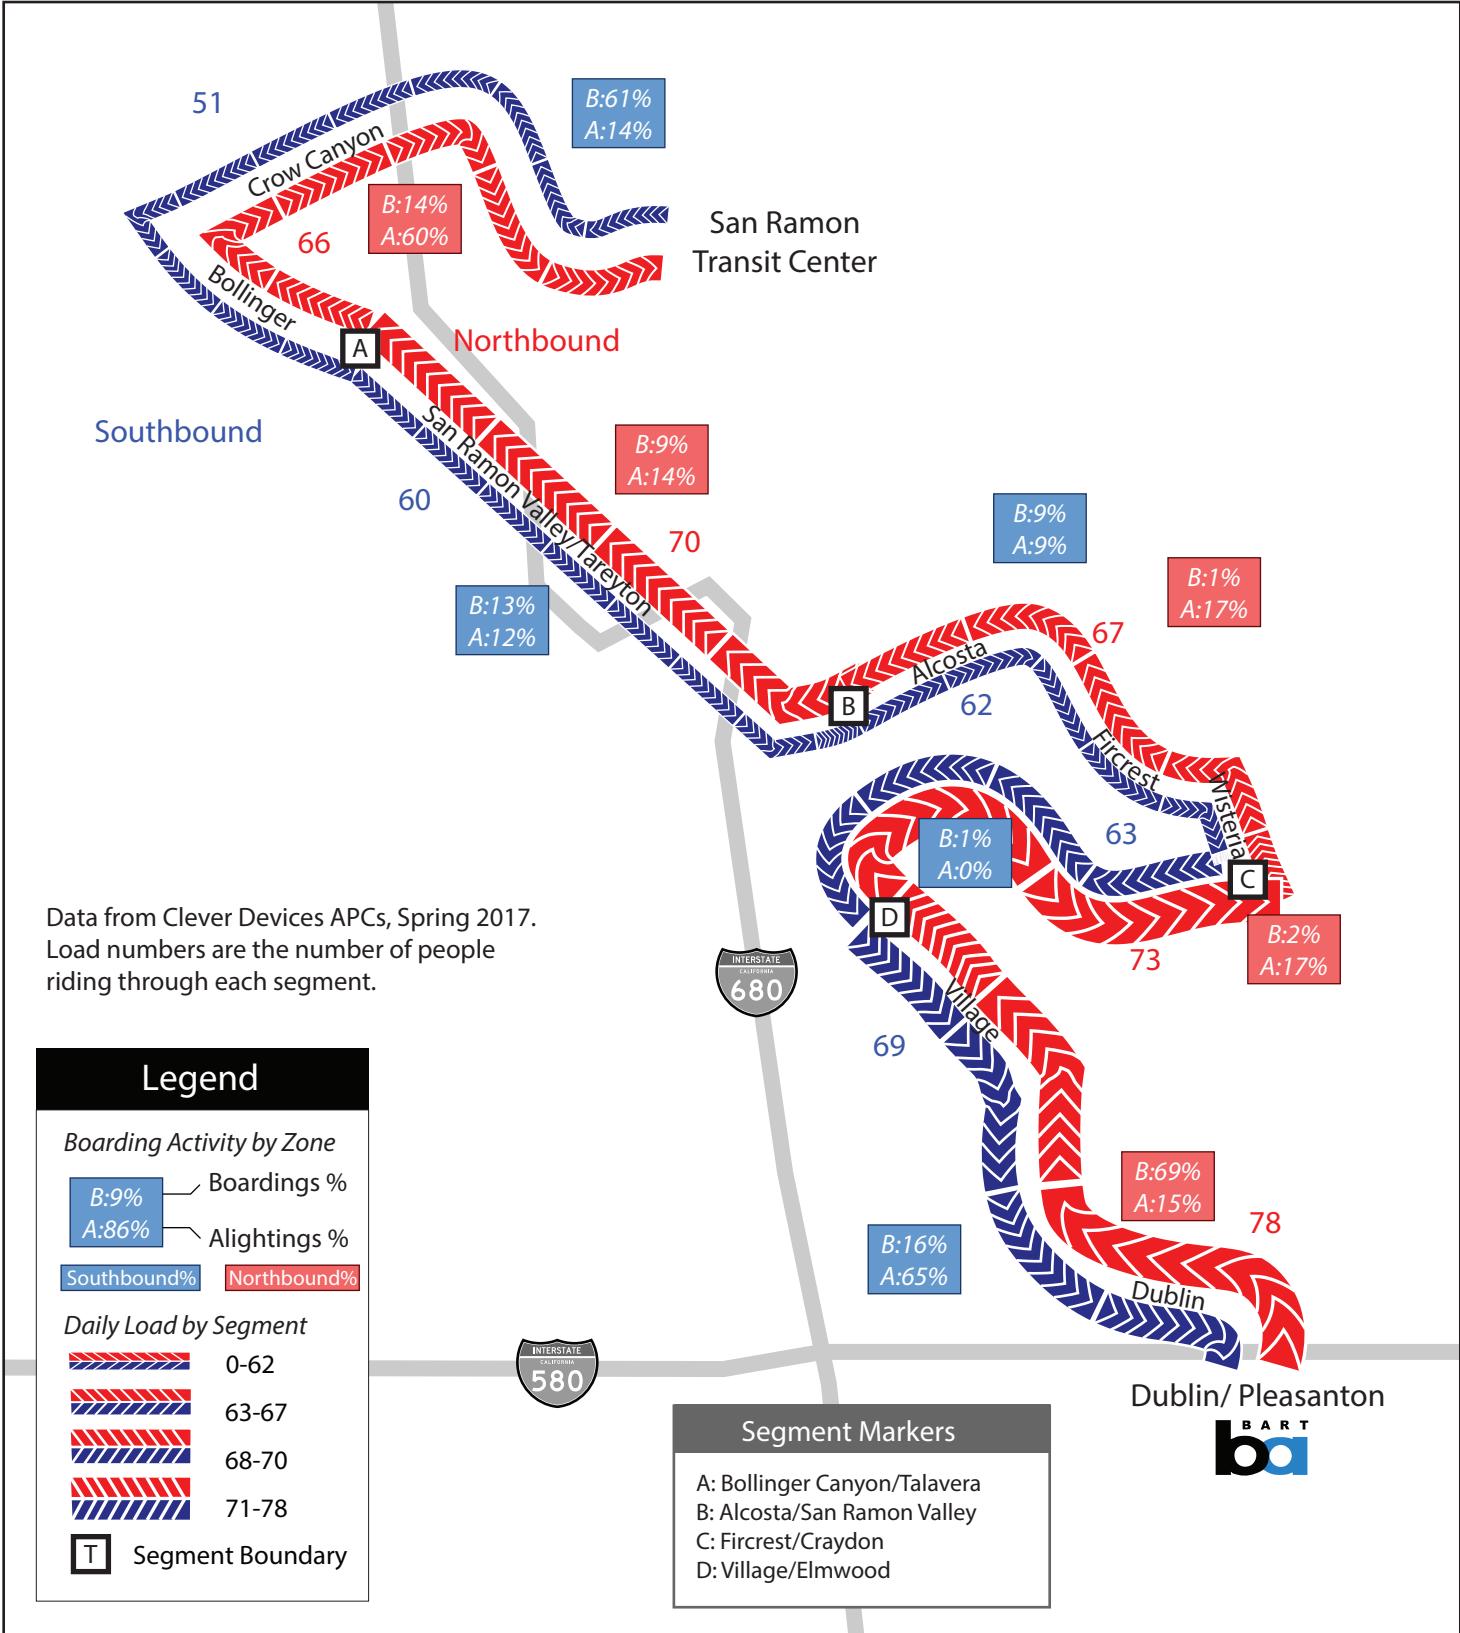 51
B:61%
A:14%
Crow Canyon
B:14%
A:60%
66
San Ramon
Transit Center
Bollinger
A
Northbound
Southbound
San Ramon Valley/Tareyton
B:9%
A:14%
60
70
B:9%
A:9%
B:1%
A:17%
B:13%
A:12%
67
Alcosta
62
B
Fircrest
Wisteria
63
B:1%
A:0%
C
D
B:2%
A:17%
73
Data from Clever Devices APCs, Spring 2017.
Load numbers are the number of people
riding through each segment.
INTERSTATE
CALIFORNIA
680
Village
69
Legend
Boarding Activity by Zone
B:9%
A:86%
Boardings %
Alightings %
Southbound%
Northbound%
Daily Load by Segment
0-62
63-67
68-70
71-78
T
Segment Boundary
B:69%
A:15%
78
B:16%
A:65%
Dublin
INTERSTATE
CALIFORNIA
580
Dublin/ Pleasanton
BART
ba
Segment Markers
A: Bollinger Canyon/Talavera
B: Alcosta/San Ramon Valley
C: Fircrest/Craydon
D: Village/Elmwood